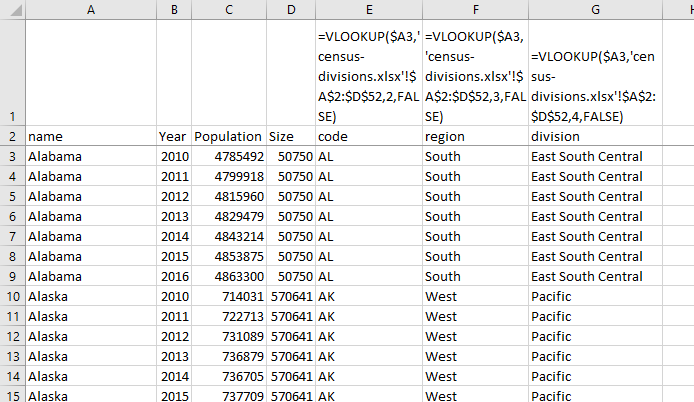 A B C D E F G H
1 =VLOOKUP($A3,' =VLOOKUP($A3,
census- 'census- =VLOOKUP($A3,'cen
divisions.xlsx'!$ divisions.xlsx'!$ sus-
A$2:$D$52,2,FAL A$2:$D$52,3,FAL divisions.xlsx'!$A$2:
SE) SE) $D$52,4,FALSE)
2 name Year Population Size code region division
3 Alabama 2010 4785492 50750 AL South East South Central
4 Alabama 2011 4799918 50750 AL South East South Central
5 Alabama 2012 4815960 50750 AL South East South Central
6 Alabama 2013 4829479 50750 AL South East South Central
7 Alabama 2014 4843214 50750 AL South East South Central
8 Alabama 2015 4853875 50750 AL South East South Central
9 Alabama 2016 4863300 50750 AL South East South Central
10 Alaska 2010 714031 570641 AK West Pacific
11 Alaska 2011 722713 570641 AK West Pacific
12 Alaska 2012 731089 570641 AK West Pacific
13 Alaska 2013 736879 570641 AK West Pacific
14 Alaska 2014 736705 570641 AK West Pacific
15 Alaska 2015 737709 570641 AK West Pacific